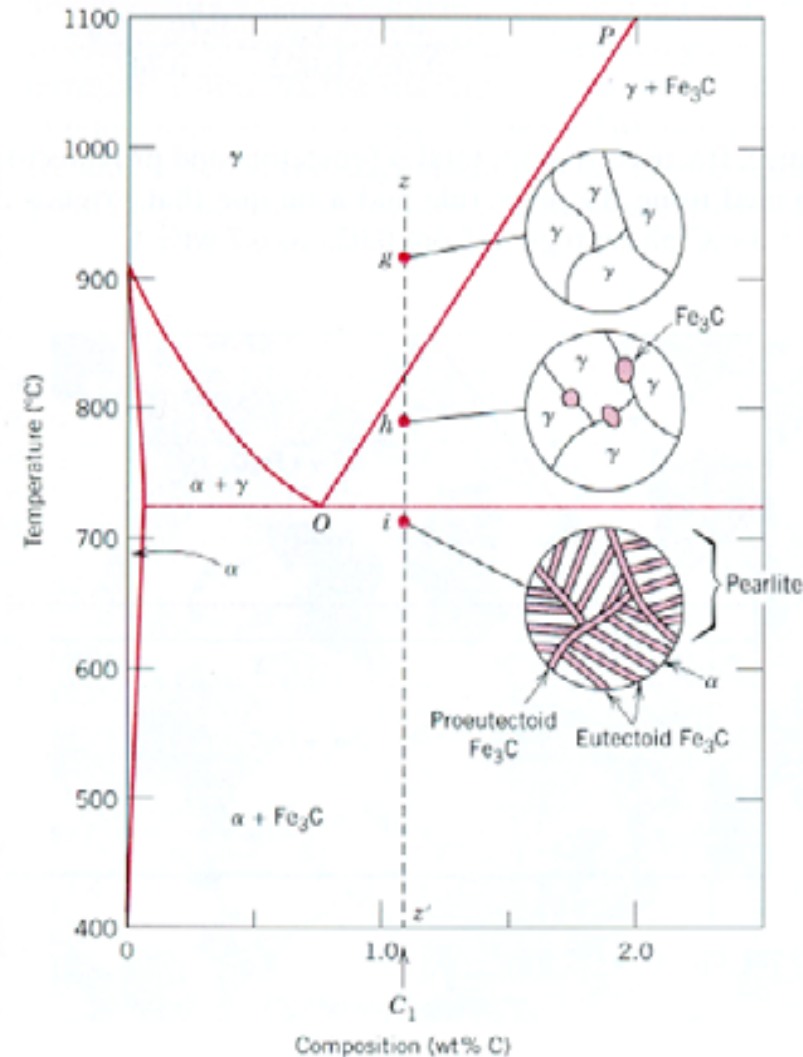 1100
P
γ + Fe₃C
1000
γ
z
γ
γ
γ
γ
g
900
Fe₃C
γ
γ
γ
γ
800
h
α + γ
O
i
700
α
Pearlite
600
α
Proeutectoid
Fe₃C
Eutectoid Fe₃C
500
α + Fe₃C
400
z'
0
1.0
2.0
C₁
Temperature (°C)
Composition (wt% C)